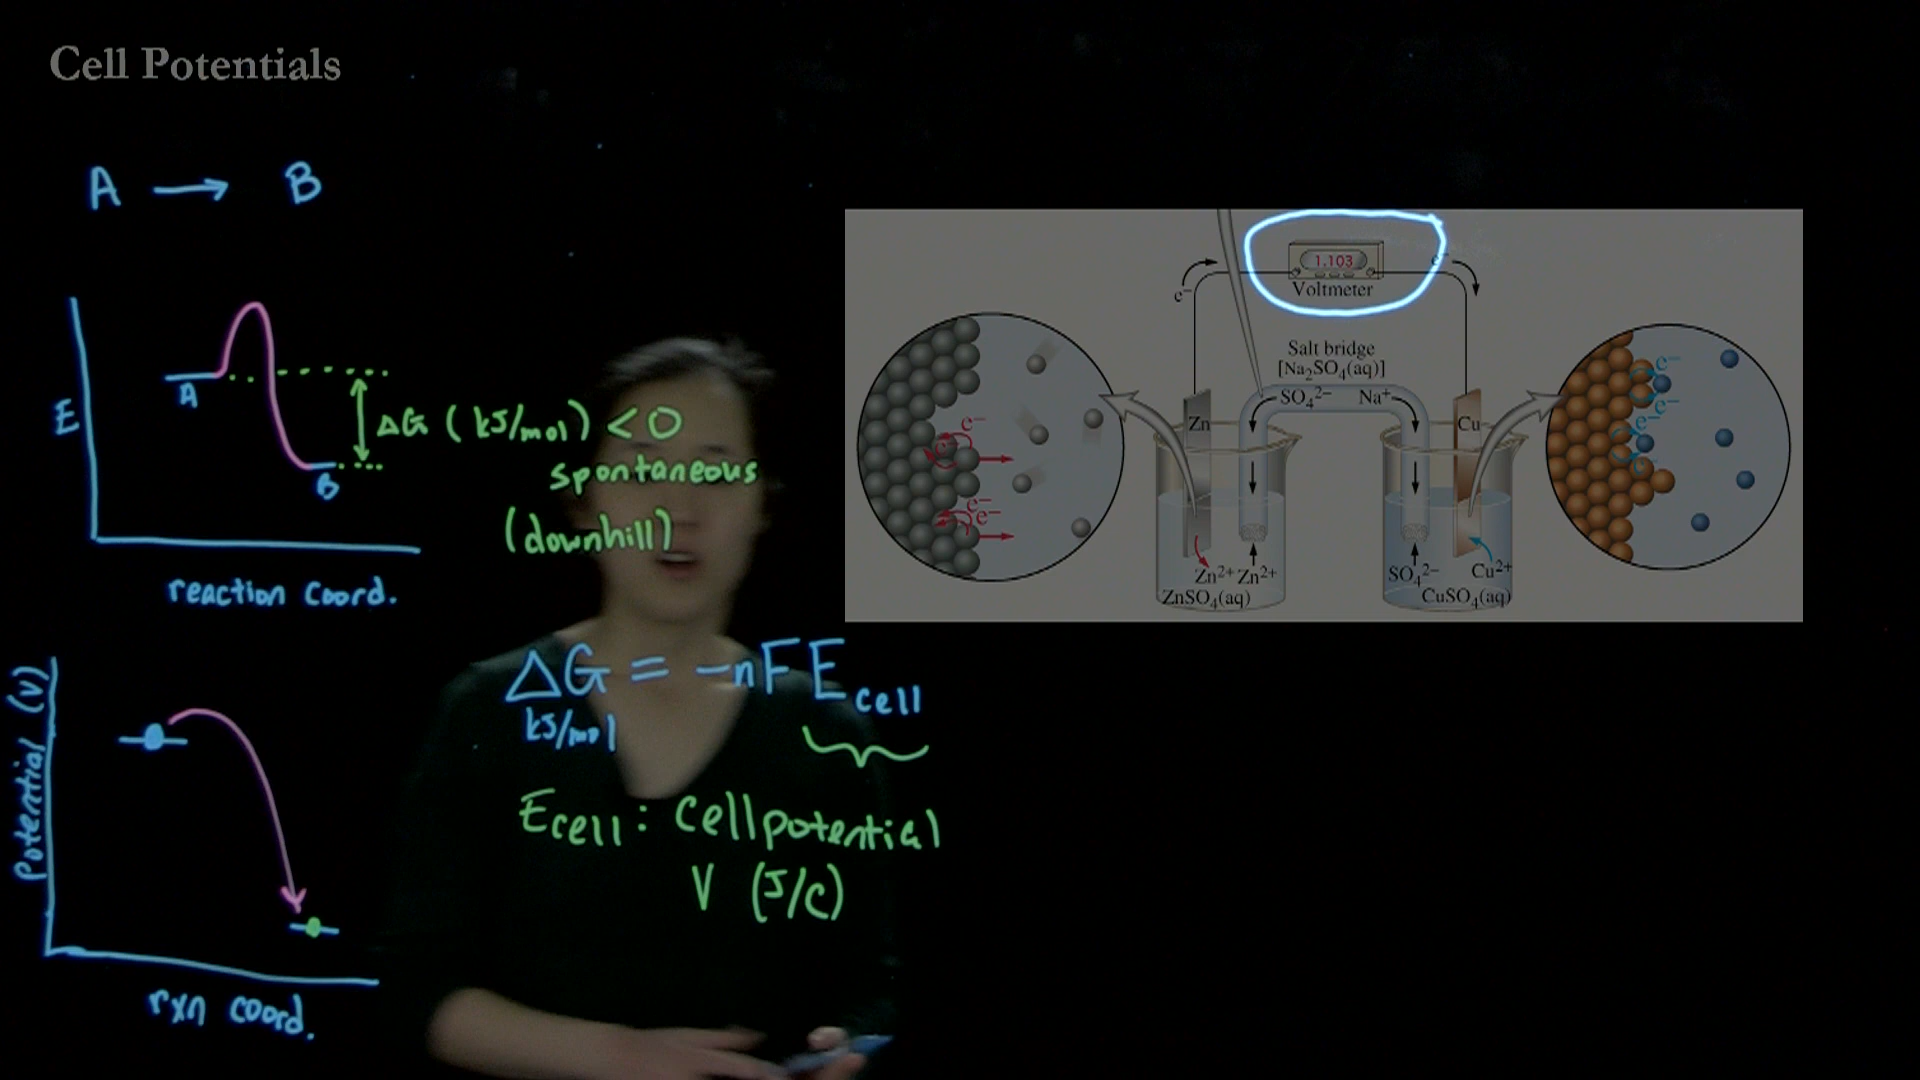 Cell Potentials
A → B
E
A
B
ΔG (kJ/mol) < 0
spontaneous
(downhill)
reaction coord.
Potential (V)
rxn coord.
ΔG = -nFE cell
kJ/mol
Ecell : cell potential
V (J/C)
1.103
Voltmeter
e⁻
e⁻
Salt bridge
[Na₂SO₄(aq)]
SO₄²⁻ Na⁺
Zn
Cu
e⁻
e⁻
e⁻
e⁻
e⁻
e⁻
e⁻
e⁻
Zn²⁺ Zn²⁺
ZnSO₄(aq)
SO₄²⁻ Cu²⁺
CuSO₄(aq)